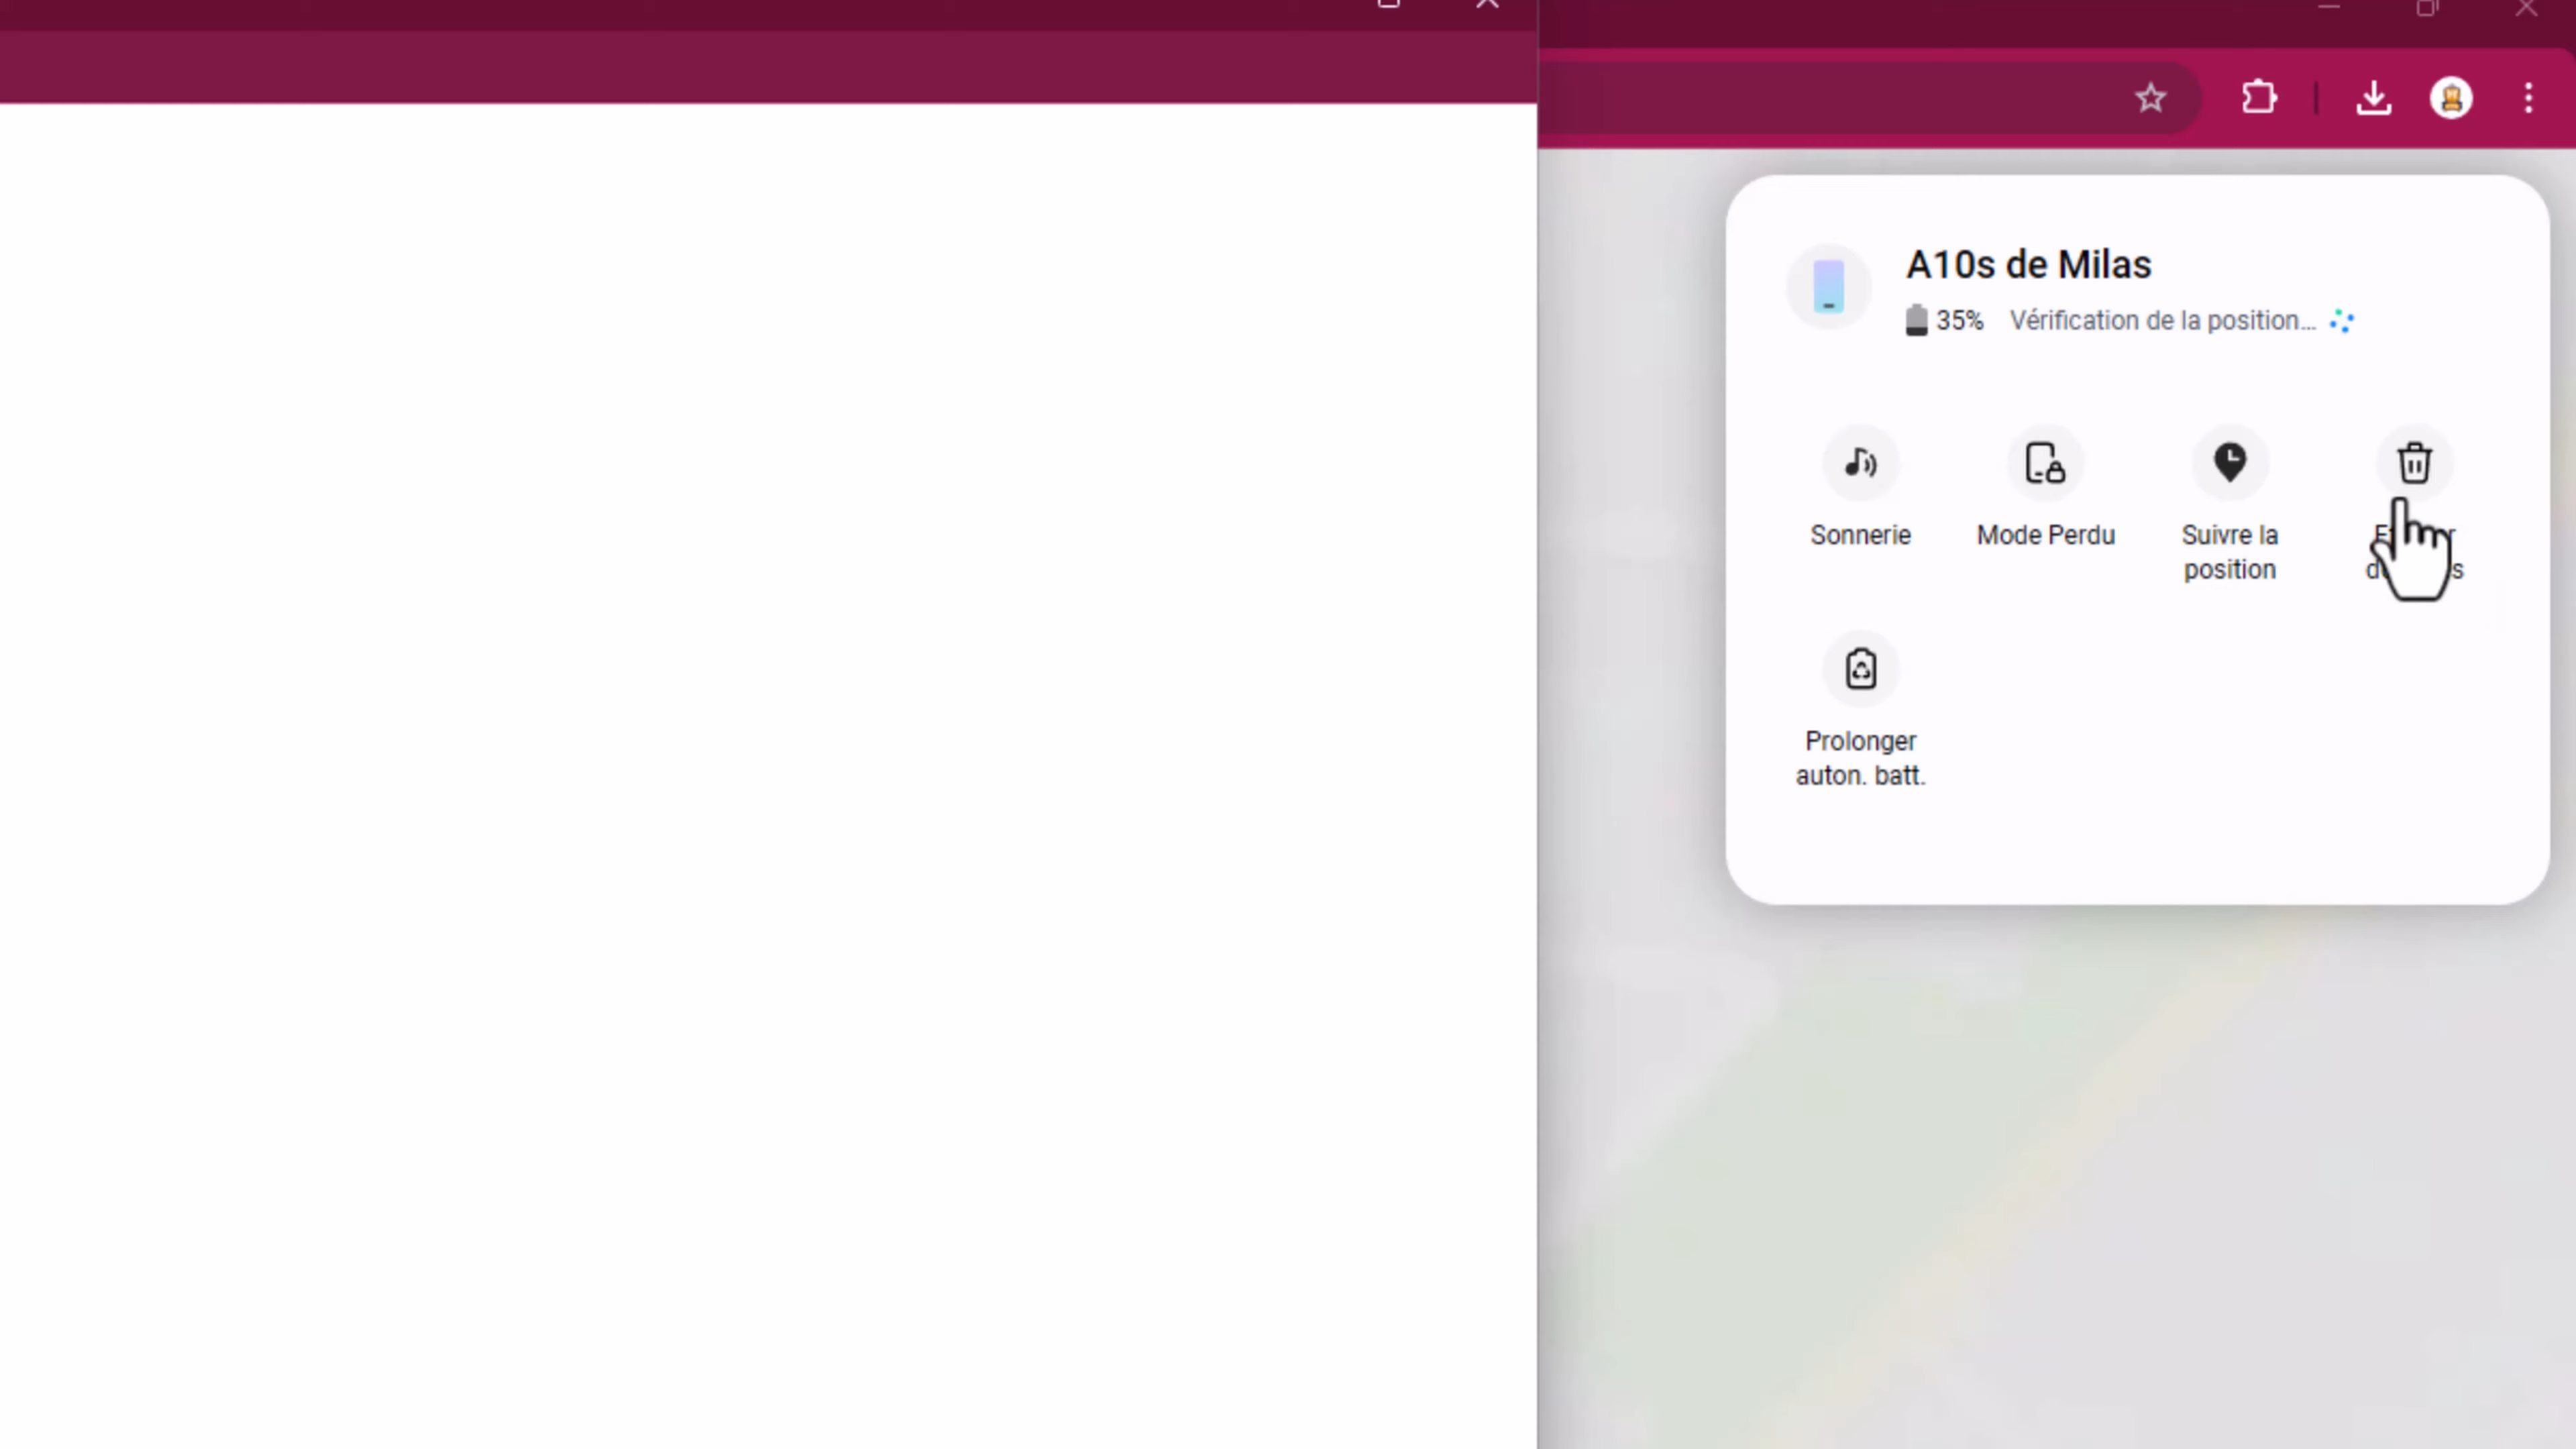 A10s de Milas
35% Vérification de la position...
Sonnerie
Mode Perdu
Suivre la
position
Prolonger
auton. batt.